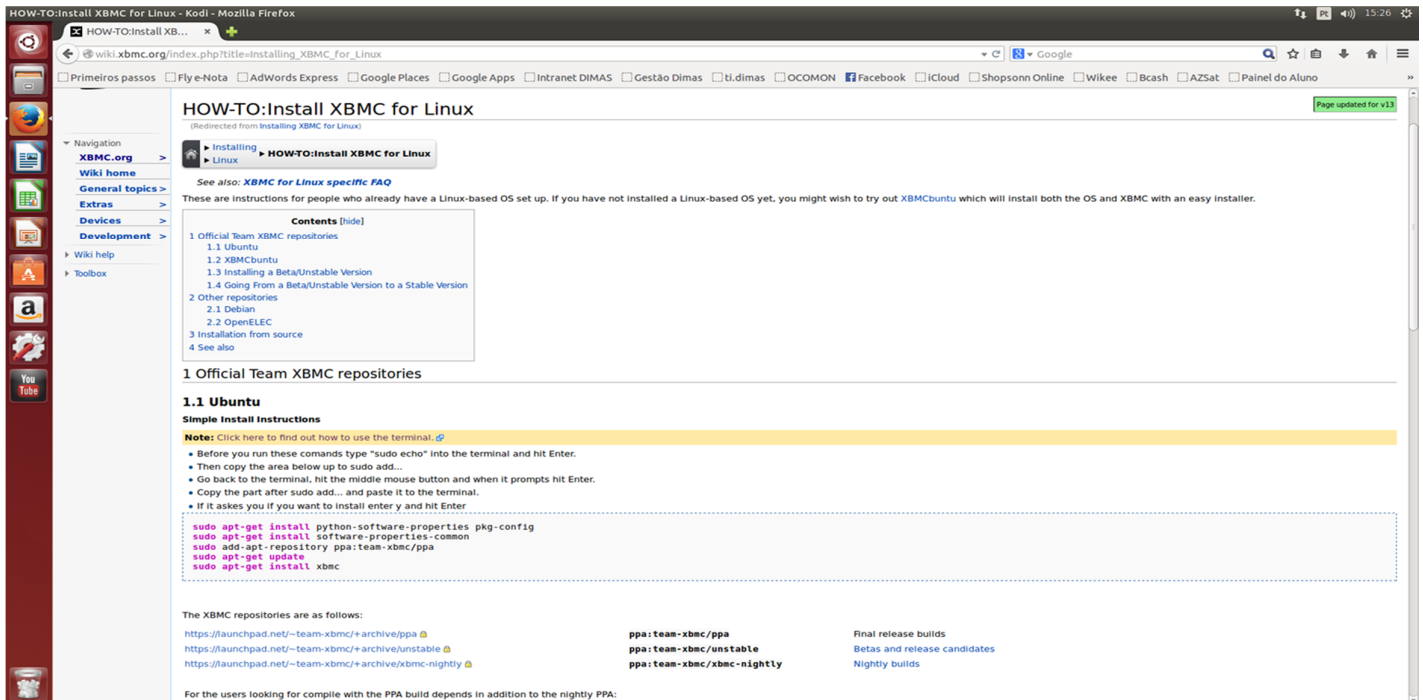 HOW-TO:Install XBMC for Linux - Kodi - Mozilla Firefox
Pt 15:26
HOW-TO:Install XB... ×
wiki.xbmc.org/index.php?title=Installing_XBMC_for_Linux
Google
Primeiros passos Fly e-Nota AdWords Express Google Places Google Apps Intranet DIMAS Gestão Dimas ti.dimas OCOMON Facebook iCloud Shopsonn Online Wikee Bcash AZSat Painel do Aluno »
HOW-TO:Install XBMC for Linux
Page updated for v13
(Redirected from Installing XBMC for Linux)
Installing
Linux
HOW-TO:Install XBMC for Linux
Navigation
XBMC.org >
Wiki home
General topics >
Extras >
Devices >
Development >
Wiki help
Toolbox
See also: XBMC for Linux specific FAQ
These are instructions for people who already have a Linux-based OS set up. If you have not installed a Linux-based OS yet, you might wish to try out XBMCbuntu which will install both the OS and XBMC with an easy installer.
Contents [hide]
1 Official Team XBMC repositories
1.1 Ubuntu
1.2 XBMCbuntu
1.3 Installing a Beta/Unstable Version
1.4 Going From a Beta/Unstable Version to a Stable Version
2 Other repositories
2.1 Debian
2.2 OpenELEC
3 Installation from source
4 See also
a
You
Tube
1 Official Team XBMC repositories
1.1 Ubuntu
Simple Install Instructions
Note: Click here to find out how to use the terminal.
• Before you run these comands type "sudo echo" into the terminal and hit Enter.
• Then copy the area below up to sudo add...
• Go back to the terminal, hit the middle mouse button and when it prompts hit Enter.
• Copy the part after sudo add... and paste it to the terminal.
• If it askes you if you want to install enter y and hit Enter
sudo apt-get install python-software-properties pkg-config
sudo apt-get install software-properties-common
sudo add-apt-repository ppa:team-xbmc/ppa
sudo apt-get update
sudo apt-get install xbmc
The XBMC repositories are as follows:
https://launchpad.net/~team-xbmc/+archive/ppa ppa:team-xbmc/ppa Final release builds
https://launchpad.net/~team-xbmc/+archive/unstable ppa:team-xbmc/unstable Betas and release candidates
https://launchpad.net/~team-xbmc/+archive/xbmc-nightly ppa:team-xbmc/xbmc-nightly Nightly builds
For the users looking for compile with the PPA build depends in addition to the nightly PPA: